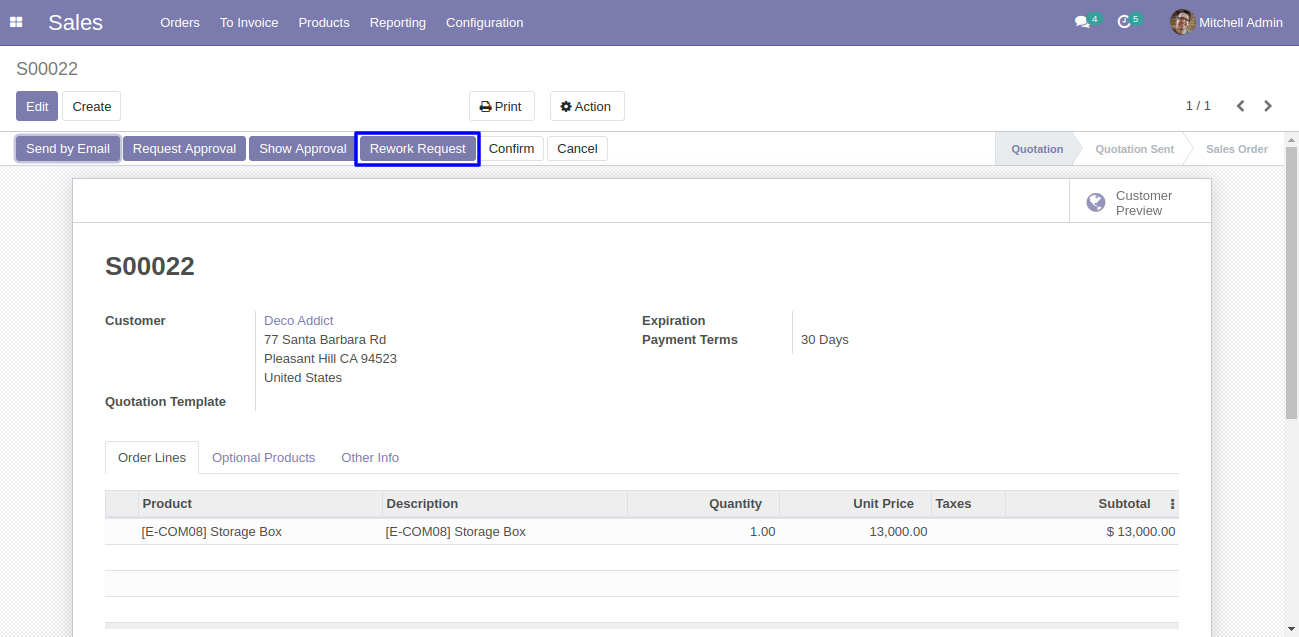 Sales Orders To Invoice Products Reporting Configuration 4 5 Mitchell Admin
S00022
Edit Create Print Action 1 / 1
Send by Email Request Approval Show Approval Rework Request Confirm Cancel Quotation Quotation Sent Sales Order
Customer
Preview
S00022
Customer Deco Addict Expiration
77 Santa Barbara Rd Payment Terms 30 Days
Pleasant Hill CA 94523
United States
Quotation Template
Order Lines Optional Products Other Info
Product Description Quantity Unit Price Taxes Subtotal
[E-COM08] Storage Box [E-COM08] Storage Box 1.00 13,000.00 $ 13,000.00